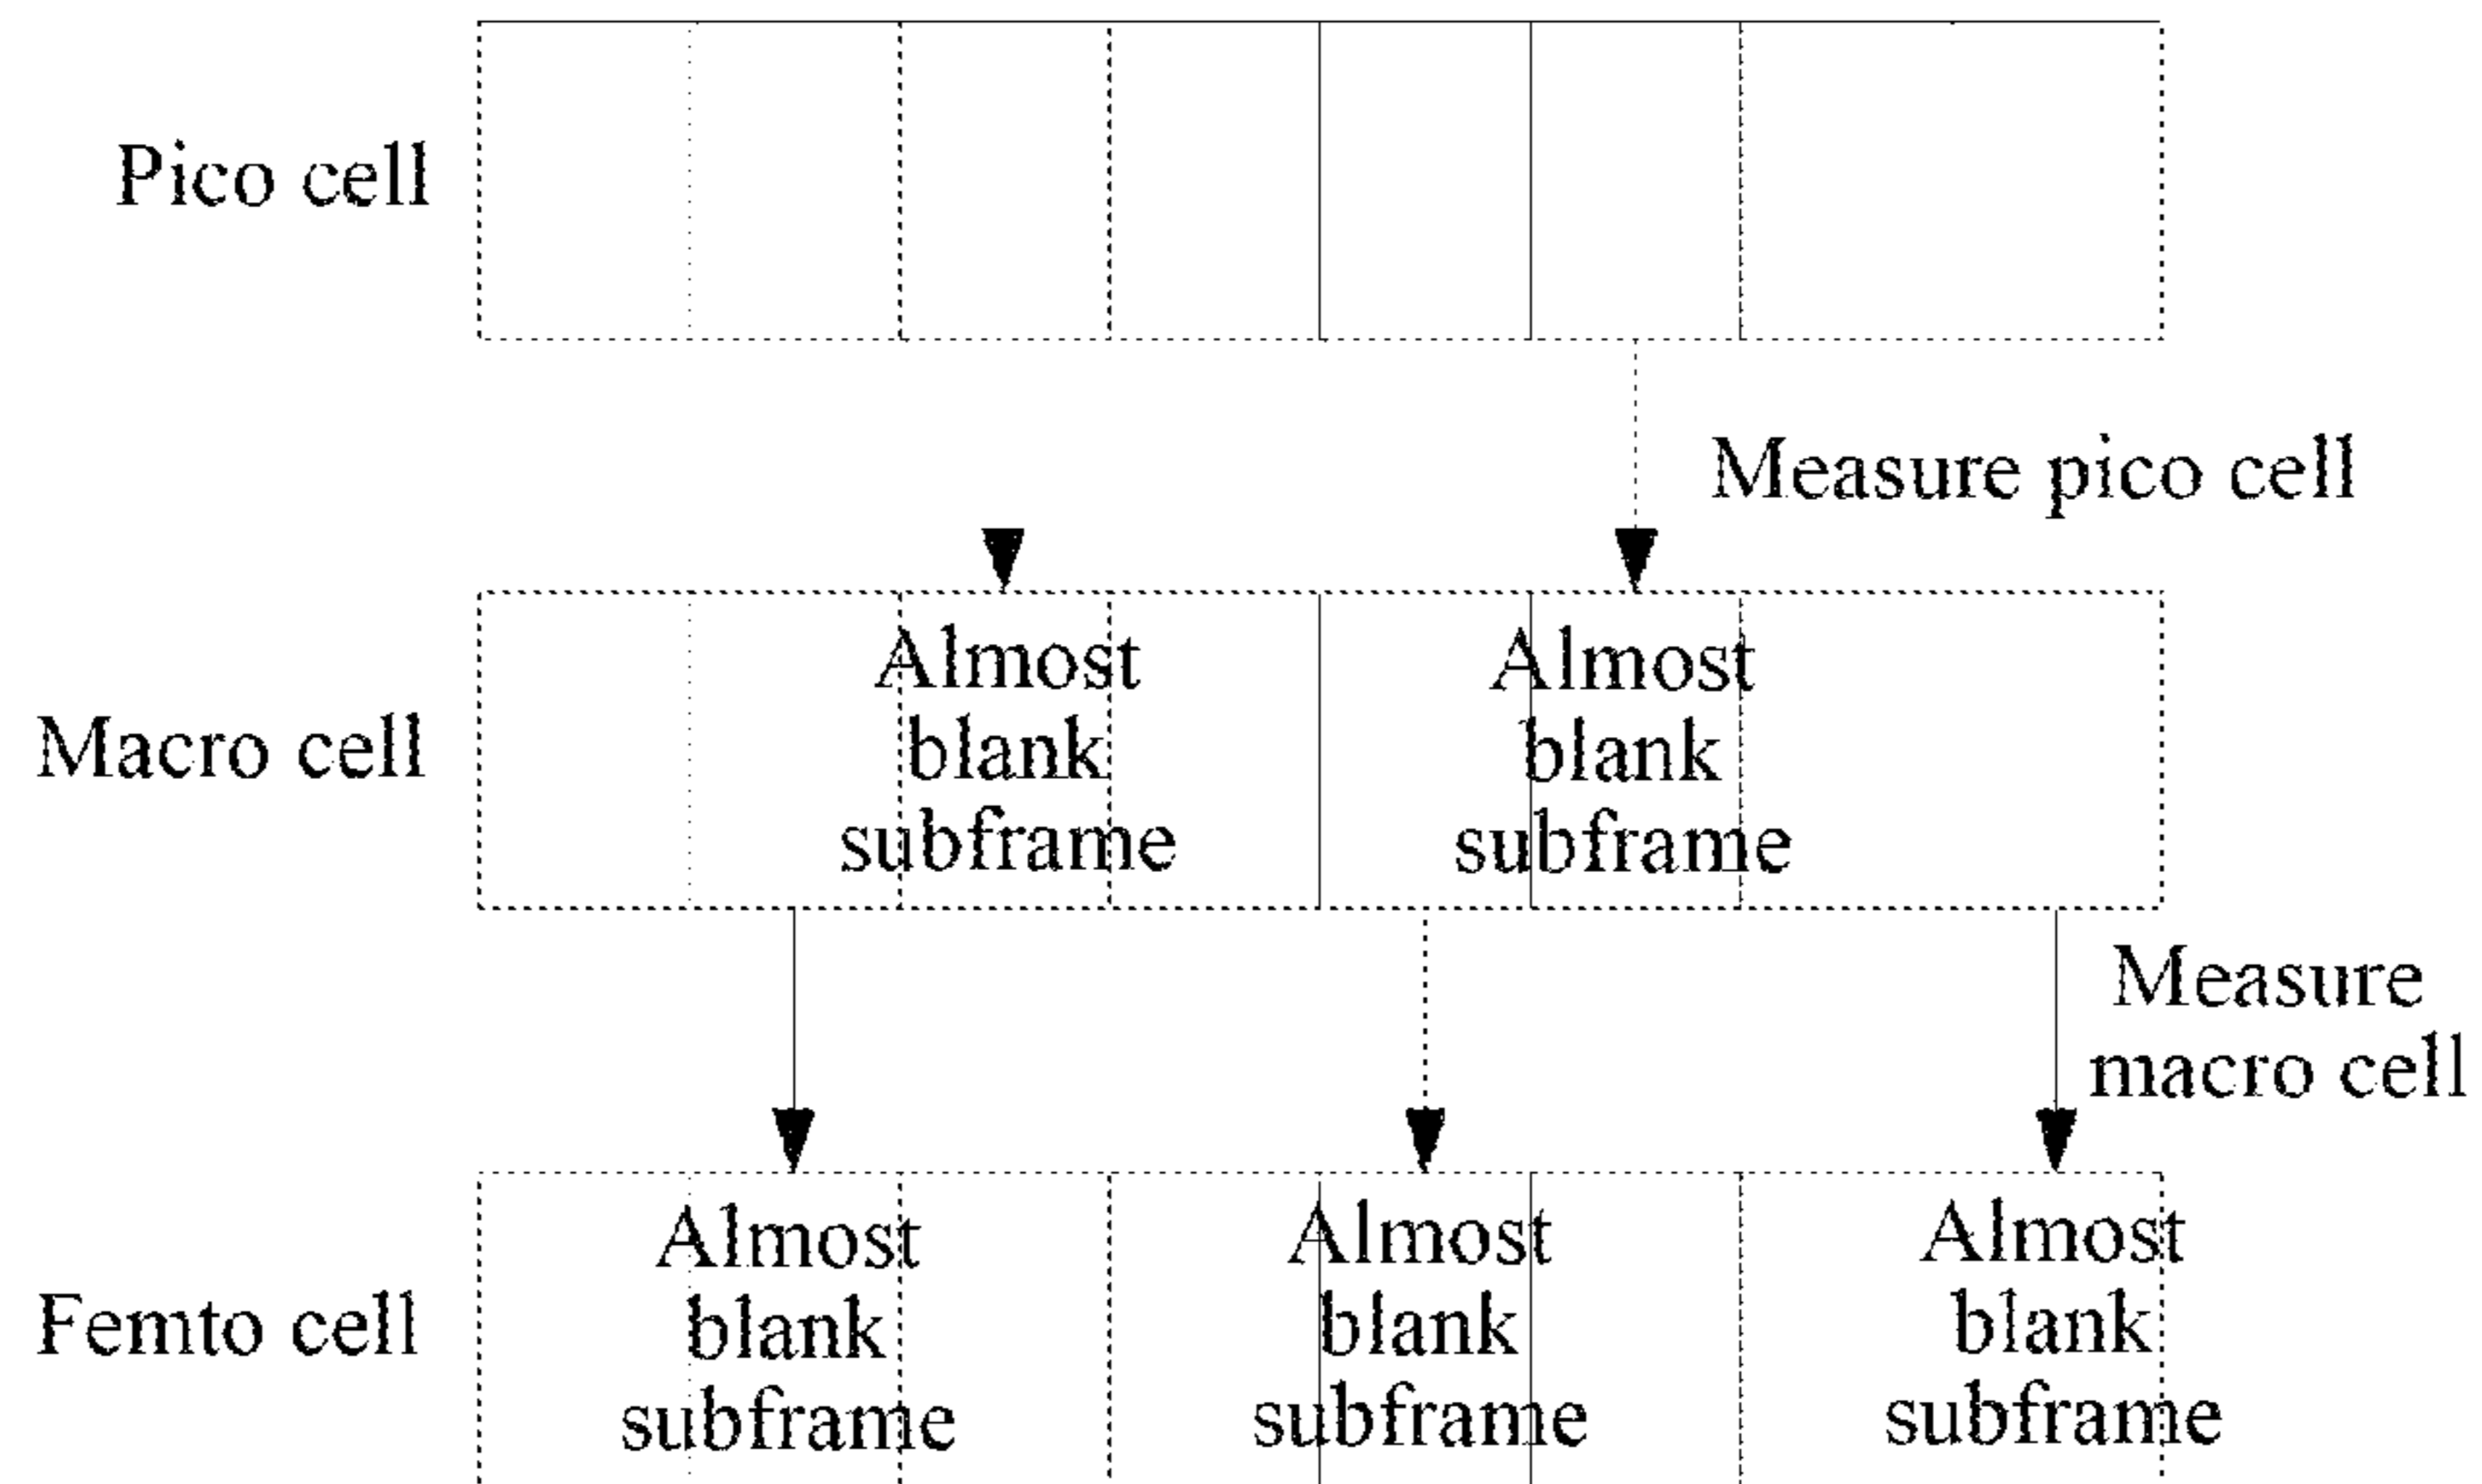 Pico cell
Measure pico cell
Almost
blank
subframe
Almost
blank
subframe
Macro cell
Measure
macro cell
Almost
blank
subframe
Almost
blank
subframe
Almost
blank
subframe
Femto cell